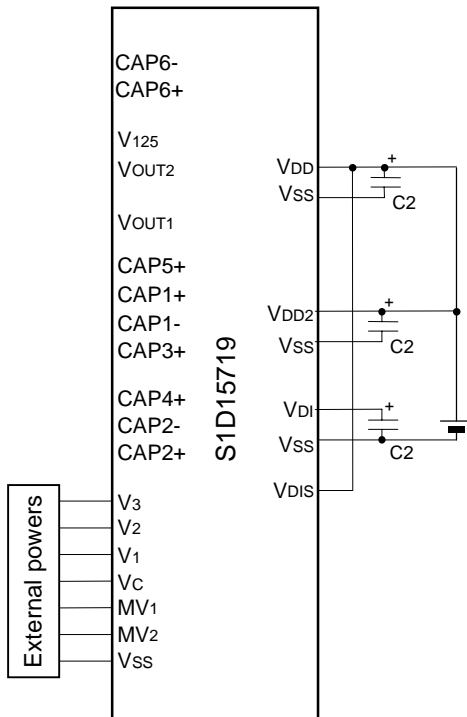 CAP6-
CAP6+
V125
VOUT2
VOUT1
CAP5+
CAP1+
CAP1-
CAP3+
CAP4+
CAP2-
CAP2+
External powers
V3
V2
V1
VC
MV1
MV2
VSS
S1D15719
VDD
+
VSS
C2
VDD2
+
VSS
C2
VDI
+
VSS
C2
VDIS